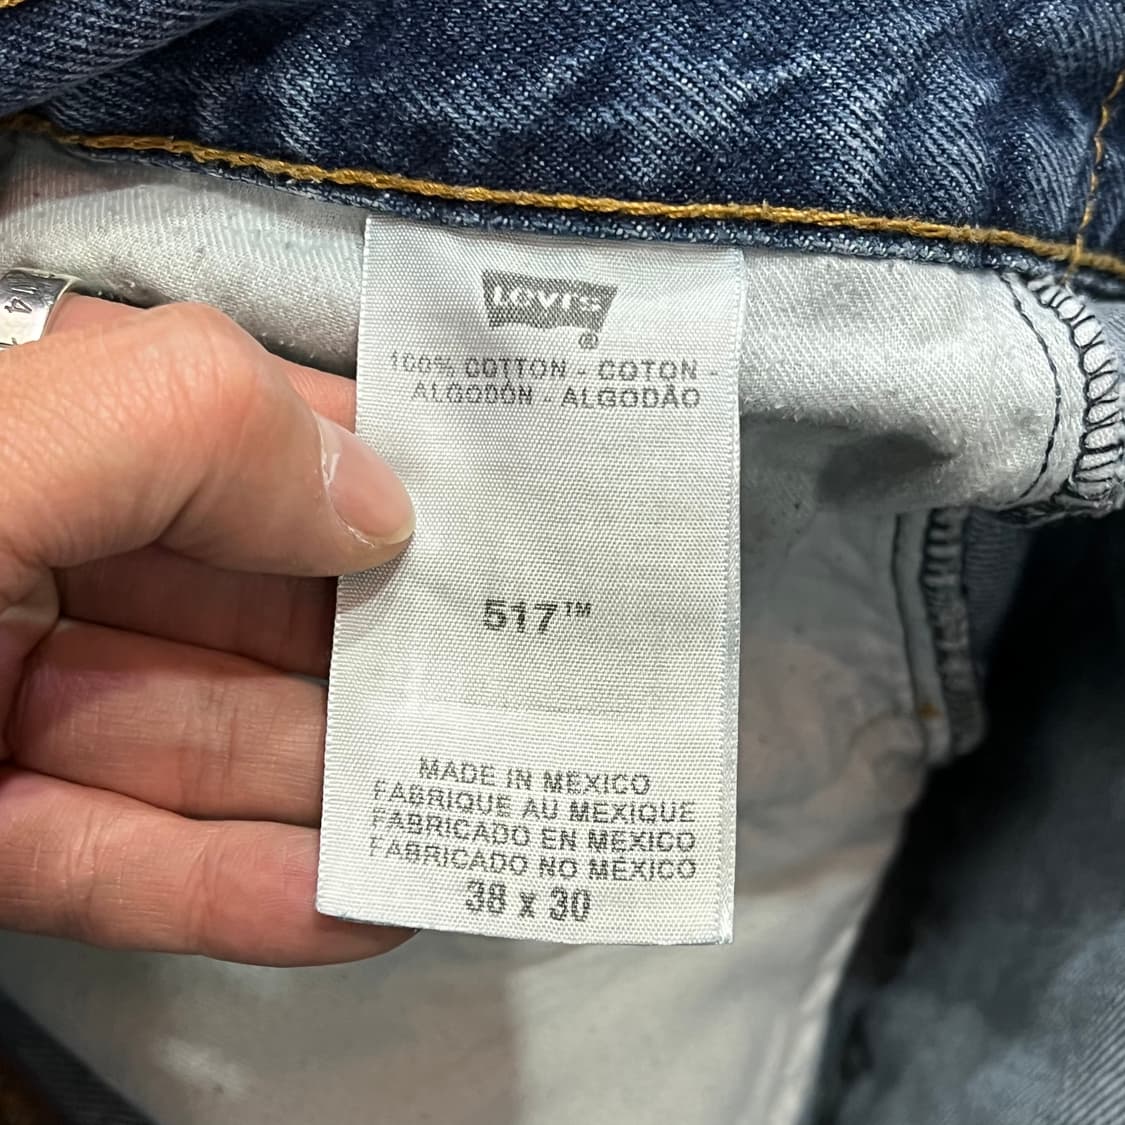 14
Levi's
®
100% COTTON - COTON -
ALGODÓN - ALGODÃO
517™
MADE IN MEXICO
FABRIQUE AU MEXIQUE
FABRICADO EN MEXICO
FABRICADO NO MÉXICO
38 x 30